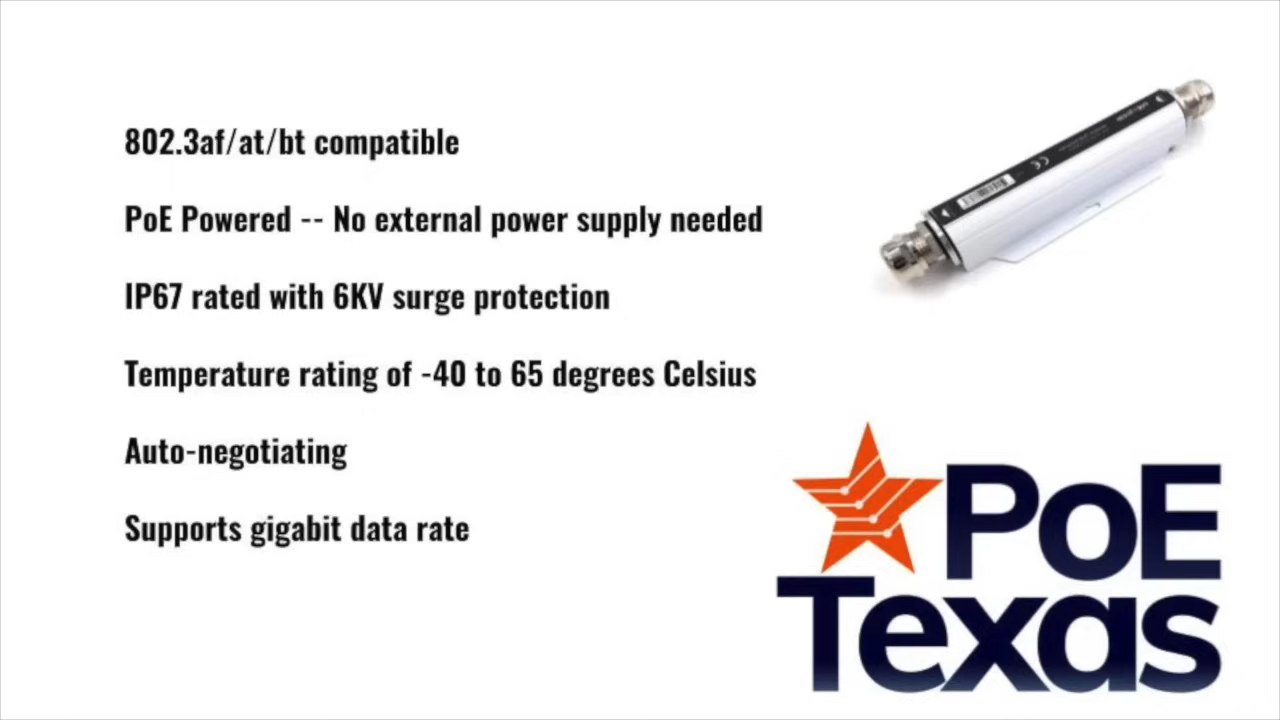 802.3af/at/bt compatible
PoE Powered -- No external power supply needed
IP67 rated with 6KV surge protection
Temperature rating of -40 to 65 degrees Celsius
Auto-negotiating
Supports gigabit data rate
CE
PoE
Texas